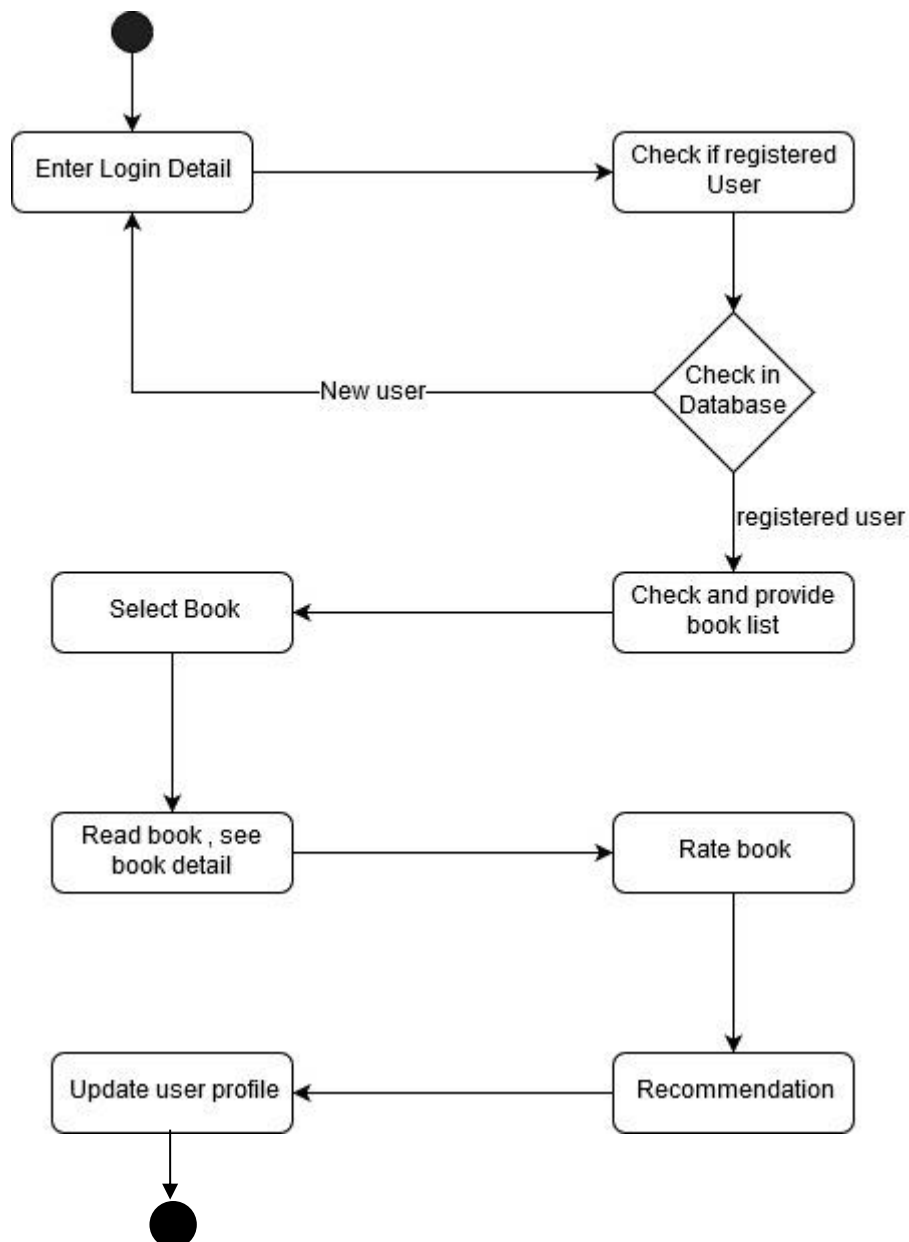 Enter Login Detail
Check if registered
User
Check in
Database
New user
registered user
Select Book
Check and provide
book list
Read book , see
book detail
Rate book
Update user profile
Recommendation